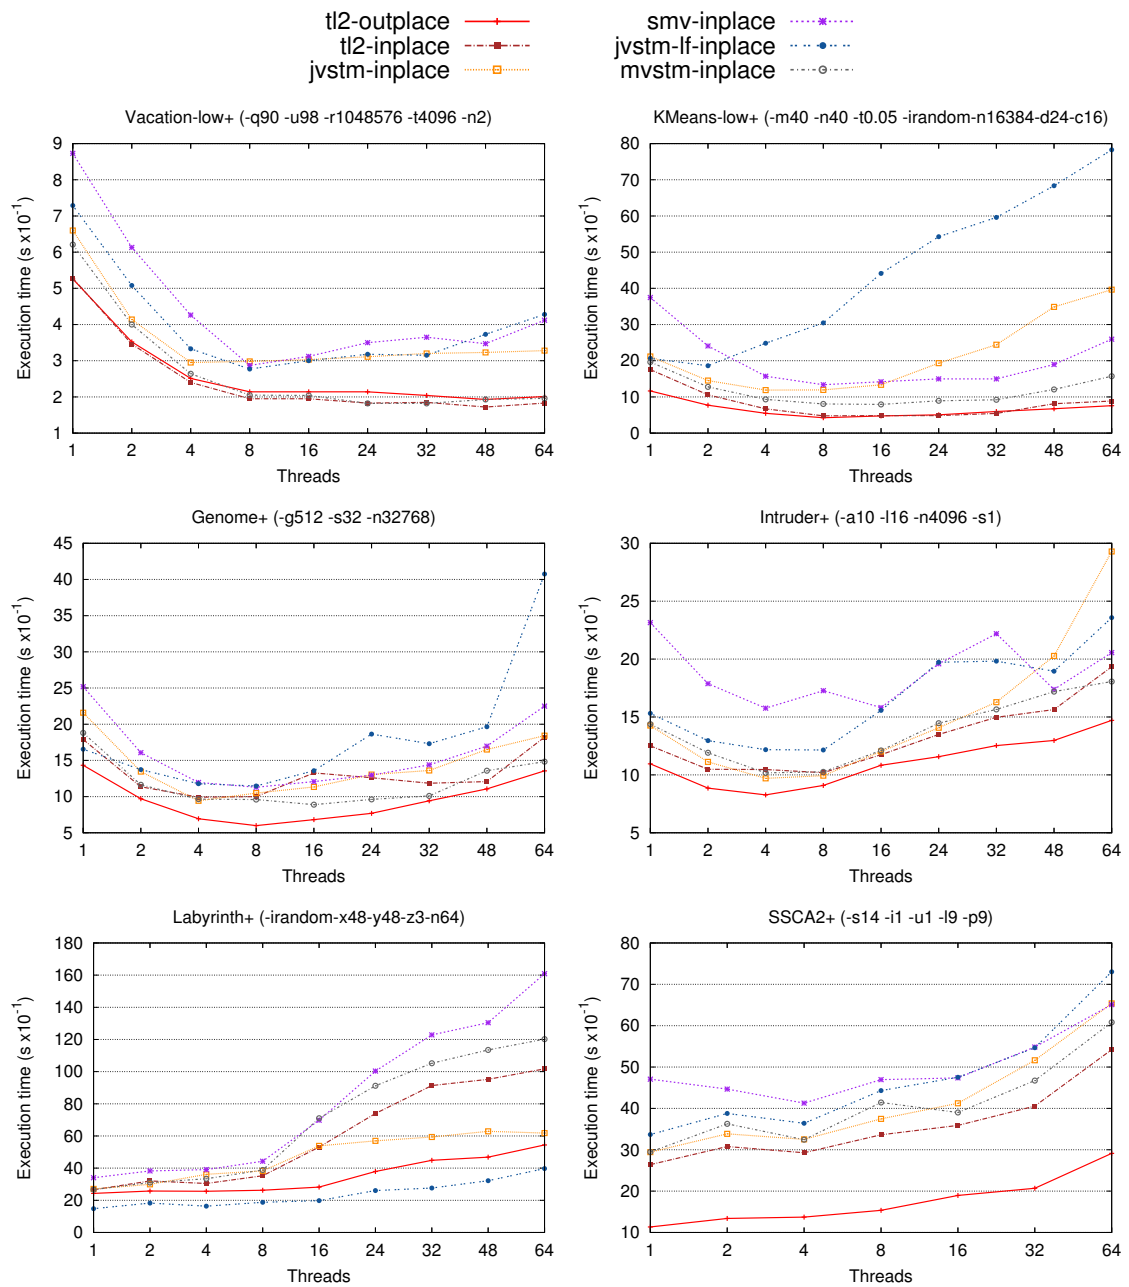 tl2-outplace
tl2-inplace
jvstm-inplace
smv-inplace
jvstm-lf-inplace
mvstm-inplace
Vacation-low+ (-q90 -u98 -r1048576 -t4096 -n2)
Execution time (s x10⁻¹)
9
8
7
6
5
4
3
2
1
1 2 4 8 16 24 32 48 64
Threads
KMeans-low+ (-m40 -n40 -t0.05 -irandom-n16384-d24-c16)
Execution time (s x10⁻¹)
80
70
60
50
40
30
20
10
0
1 2 4 8 16 24 32 48 64
Threads
Genome+ (-g512 -s32 -n32768)
Execution time (s x10⁻¹)
45
40
35
30
25
20
15
10
5
1 2 4 8 16 24 32 48 64
Threads
Intruder+ (-a10 -l16 -n4096 -s1)
Execution time (s x10⁻¹)
30
25
20
15
10
5
1 2 4 8 16 24 32 48 64
Threads
Labyrinth+ (-irandom-x48-y48-z3-n64)
Execution time (s x10⁻¹)
180
160
140
120
100
80
60
40
20
0
1 2 4 8 16 24 32 48 64
Threads
SSCA2+ (-s14 -i1 -u1 -l9 -p9)
Execution time (s x10⁻¹)
80
70
60
50
40
30
20
10
1 2 4 8 16 32 64
Threads